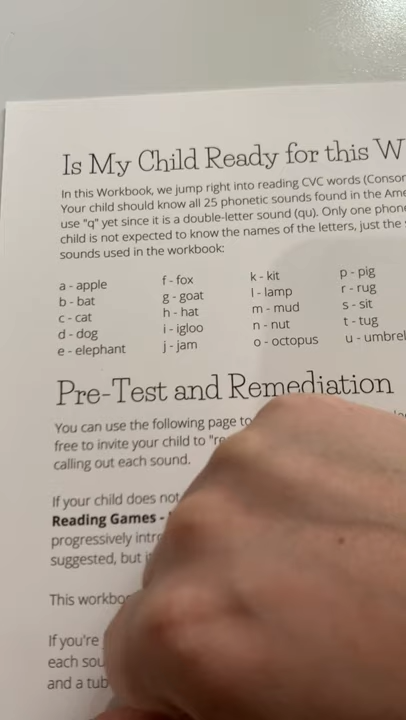 Is My Child Ready for this W
In this Workbook, we jump right into reading CVC words (Conson
Your child should know all 25 phonetic sounds found in the Ame
use "q" yet since it is a double-letter sound (qu). Only one phon
child is not expected to know the names of the letters, just the
sounds used in the workbook:
a - apple f - fox k - kit p - pig
b - bat g - goat l - lamp r - rug
c - cat h - hat m - mud s - sit
d - dog i - igloo n - nut t - tug
e - elephant j - jam o - octopus u - umbrel
Pre-Test and Remediation
You can use the following page to
free to invite your child to "re
calling out each sound.
If your child does not
Reading Games -
progressively intro
suggested, but i
This workbo
If you're
each sou
and a tub